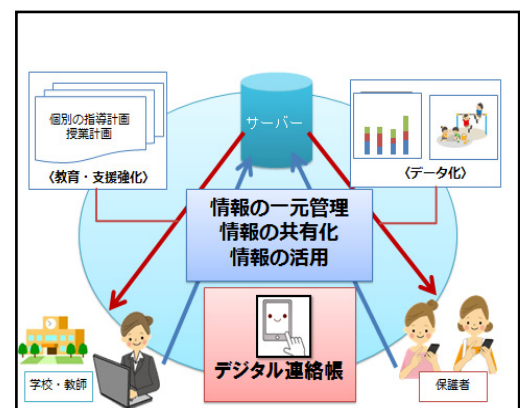 個別の指導計画
授業計画
〈教育・支援強化〉
サーバー
〈データ化〉
情報の一元管理
情報の共有化
情報の活用
デジタル連絡帳
学校・教師
保護者